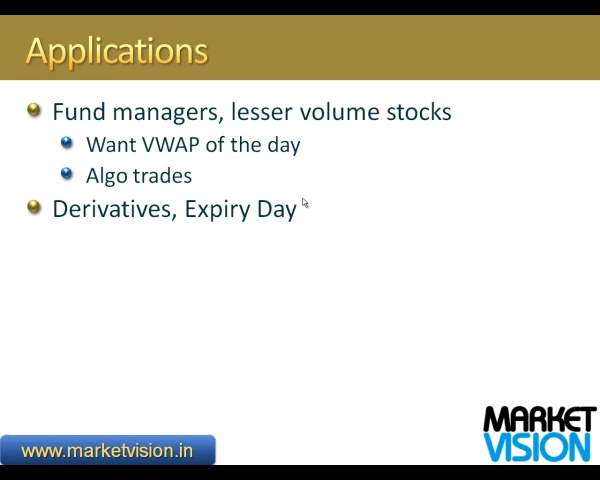 Applications
Fund managers, lesser volume stocks
Want VWAP of the day
Algo trades
Derivatives, Expiry Day
MARKET
VISION
www.marketvision.in